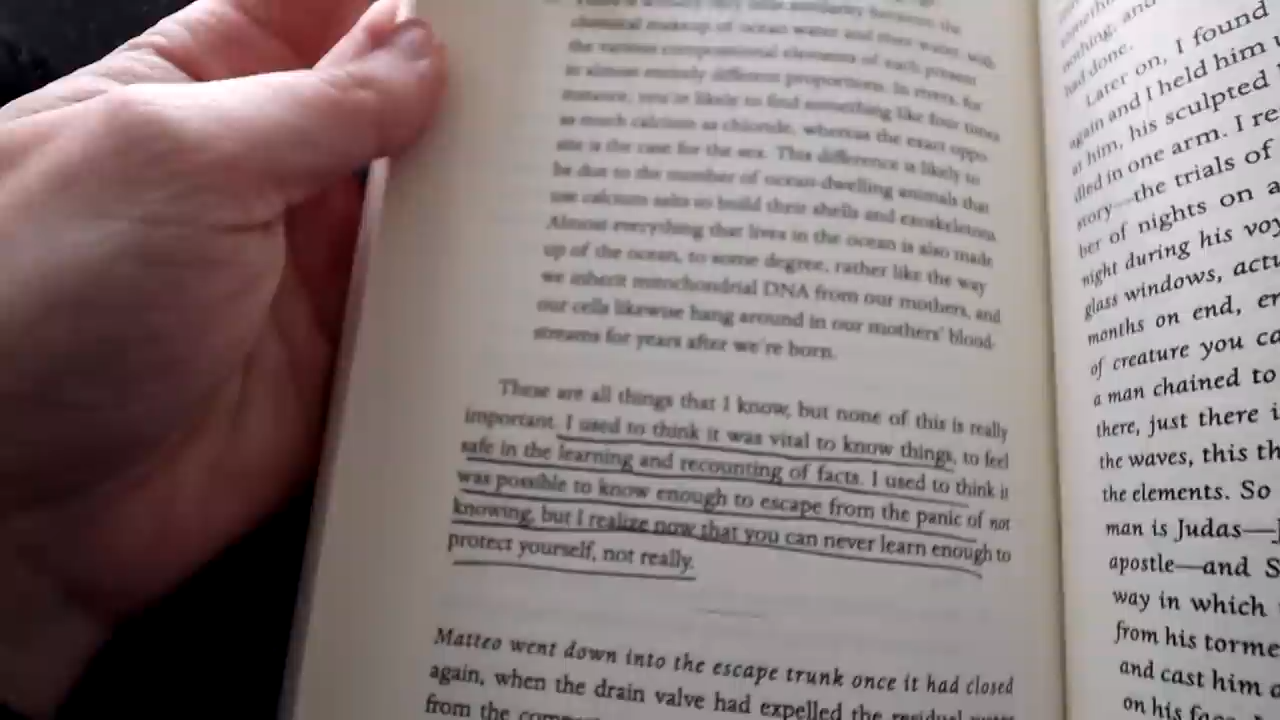 chemical makeup of ocean water and river water, with
the various compositional elements of each present
in almost entirely different proportions. In rivers, for
instance, you're likely to find something like four times
as much calcium as chloride, whereas the exact oppo-
site is the case for the sea. This difference is likely to
be due to the number of ocean-dwelling animals that
use calcium salts to build their shells and exoskeletons.
Almost everything that lives in the ocean is also made
up of the ocean, to some degree, rather like the way
we inherit mitochondrial DNA from our mothers, and
our cells likewise hang around in our mothers' blood-
streams for years after we're born.
These are all things that I know, but none of this is really
important. I used to think it was vital to know things, to feel
safe in the learning and recounting of facts. I used to think it
was possible to know enough to escape from the panic of not
knowing, but I realize now that you can never learn enough to
protect yourself, not really.
Matteo went down into the escape trunk once it had closed
again, when the drain valve had expelled the residual water
from the
nothing, and
had done.
Later on, I found
again and I held him
at him, his sculpted
died in one arm. I re
story—the trials of
ber of nights on a
night during his voy
glass windows, actu
months on end, en
of creature you ca
a man chained to
there, just there i
the waves, this th
the elements. So
man is Judas—
apostle—and S
way in which
from his torme
and cast him
on his